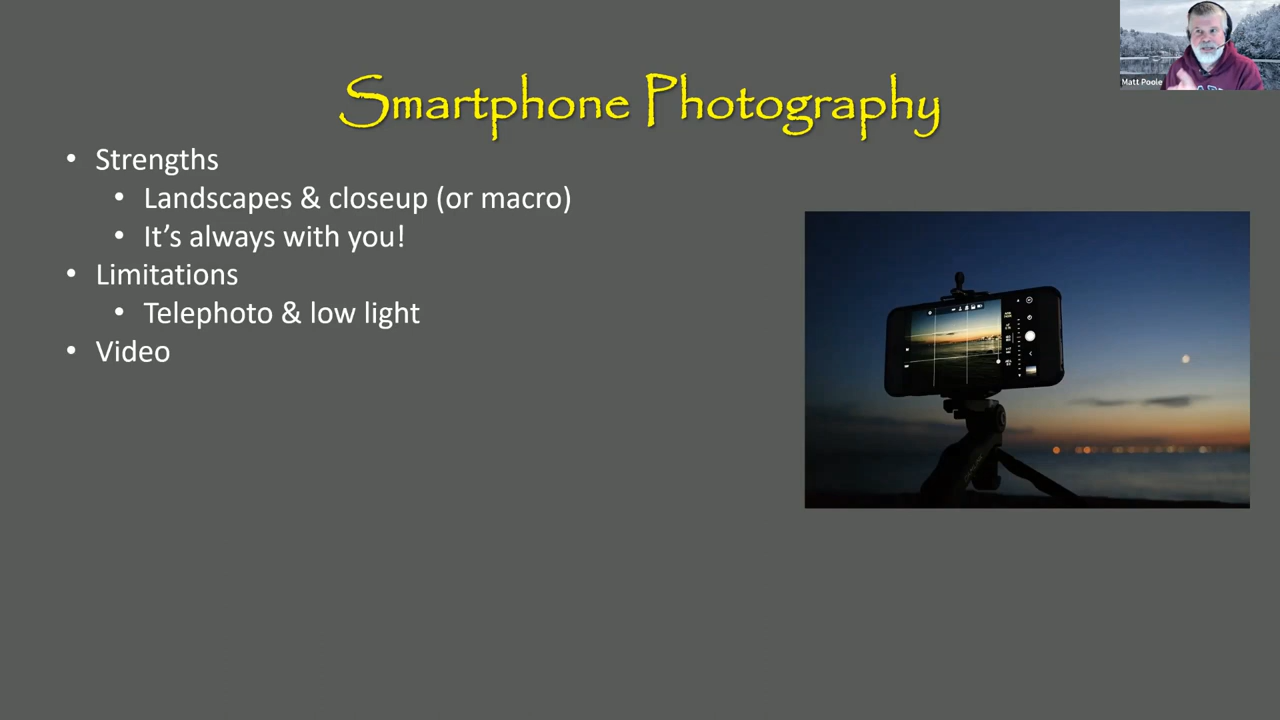 Matt Poole
Smartphone Photography
• Strengths
• Landscapes & closeup (or macro)
• It’s always with you!
• Limitations
• Telephoto & low light
• Video